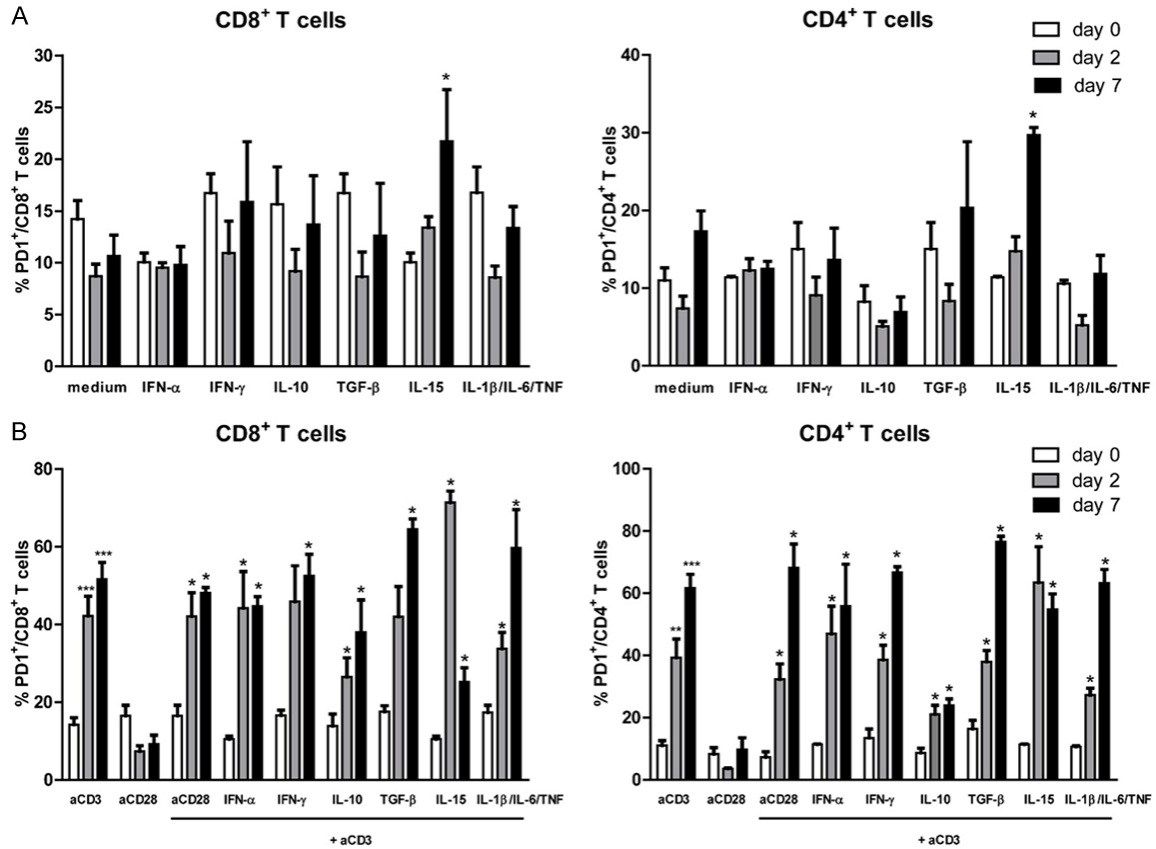 A
CD8⁺ T cells
% PD1⁺/CD8⁺ T cells
30
25
20
15
10
5
0
*
medium IFN-α IFN-γ IL-10 TGF-β IL-15 IL-1β/IL-6/TNF
CD4⁺ T cells
day 0
day 2
day 7
% PD1⁺/CD4⁺ T cells
40
30
20
10
0
*
medium IFN-α IFN-γ IL-10 TGF-β IL-15 IL-1β/IL-6/TNF
B
CD8⁺ T cells
% PD1⁺/CD8⁺ T cells
80
60
40
20
0
*** *** * * * * * * * * * * * *
aCD3 aCD28 aCD28 IFN-α IFN-γ IL-10 TGF-β IL-15 IL-1β/IL-6/TNF
+ aCD3
CD4⁺ T cells
day 0
day 2
day 7
% PD1⁺/CD4⁺ T cells
100
80
60
40
20
0
** *** * * * * * * * * * * * * * *
aCD3 aCD28 aCD28 IFN-α IFN-γ IL-10 TGF-β IL-15 IL-1β/IL-6/TNF
+ aCD3